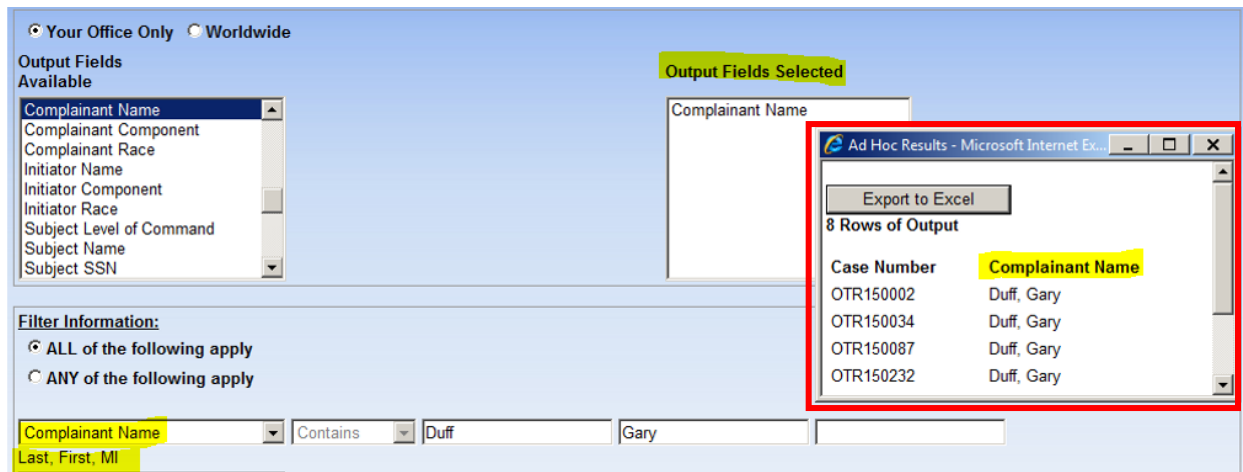 Your Office Only Worldwide
Output Fields
Available
Output Fields Selected
Complainant Name
Complainant Component
Complainant Race
Initiator Name
Initiator Component
Initiator Race
Subject Level of Command
Subject Name
Subject SSN
Complainant Name
Ad Hoc Results - Microsoft Internet Ex...
Export to Excel
8 Rows of Output
Case Number Complainant Name
OTR150002 Duff, Gary
OTR150034 Duff, Gary
OTR150087 Duff, Gary
OTR150232 Duff, Gary
Filter Information:
ALL of the following apply
ANY of the following apply
Complainant Name Contains Duff Gary
Last, First, MI